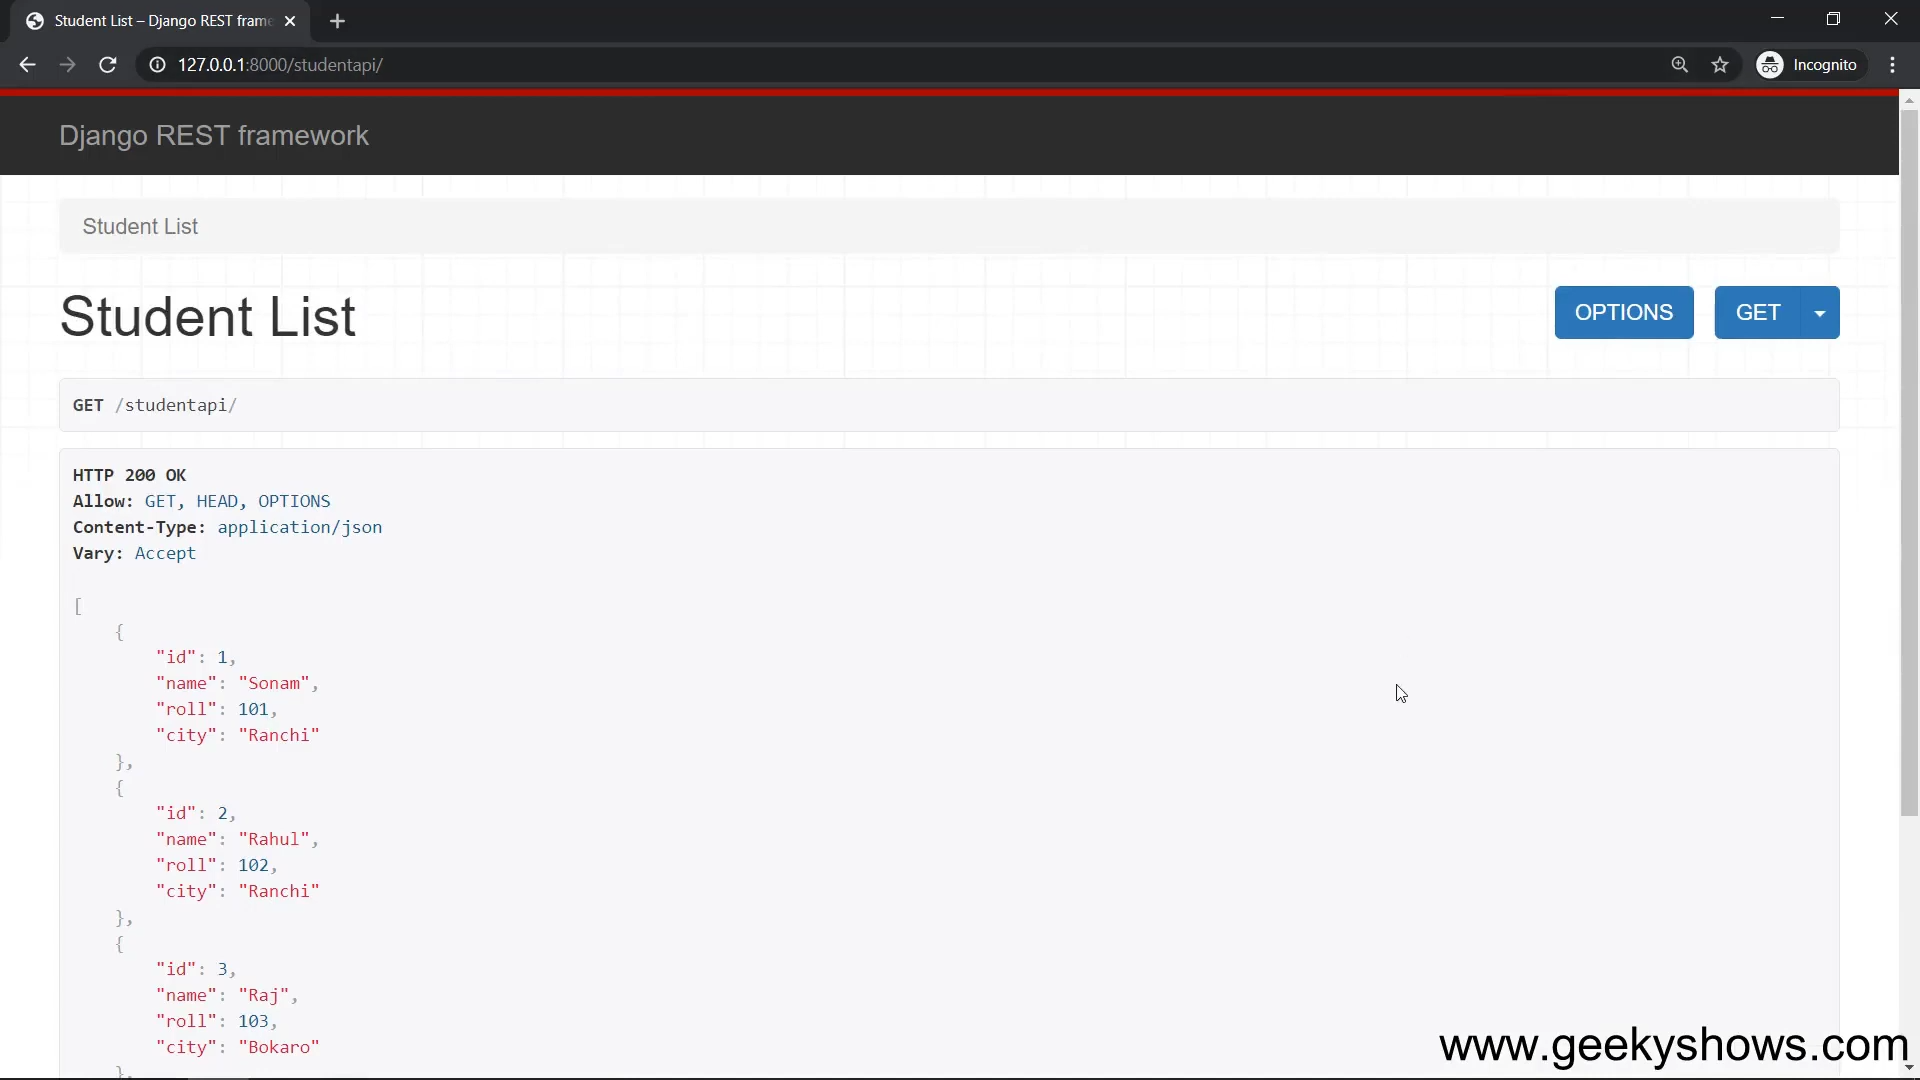 Student List – Django REST frame
127.0.0.1:8000/studentapi/
Incognito
Django REST framework
Student List
Student List
OPTIONS
GET
GET /studentapi/
HTTP 200 OK
Allow: GET, HEAD, OPTIONS
Content-Type: application/json
Vary: Accept
[
{
"id": 1,
"name": "Sonam",
"roll": 101,
"city": "Ranchi"
},
{
"id": 2,
"name": "Rahul",
"roll": 102,
"city": "Ranchi"
},
{
"id": 3,
"name": "Raj",
"roll": 103,
"city": "Bokaro"
},
www.geekyshows.com